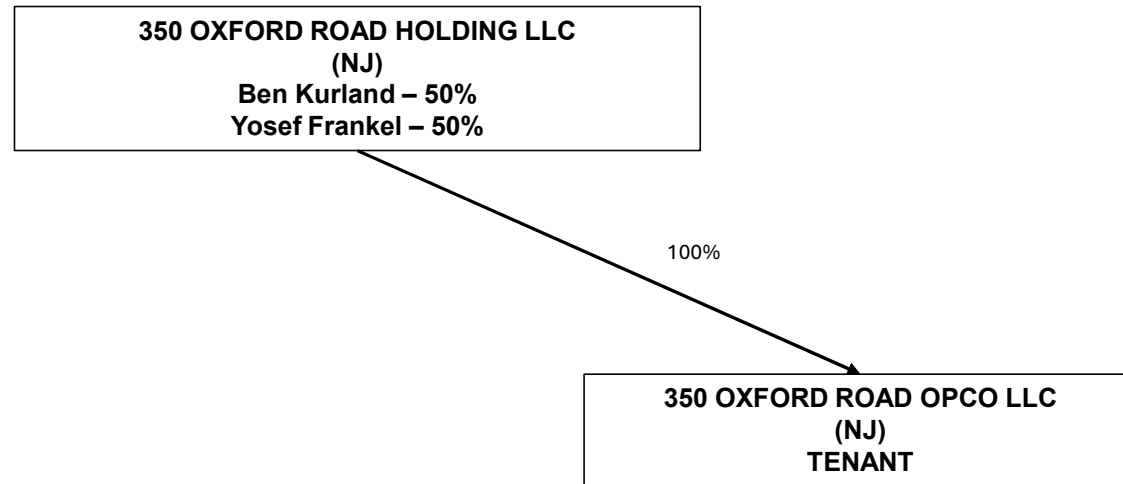 350 OXFORD ROAD HOLDING LLC
(NJ)
Ben Kurland – 50%
Yosef Frankel – 50%
100%
350 OXFORD ROAD OPCO LLC
(NJ)
TENANT